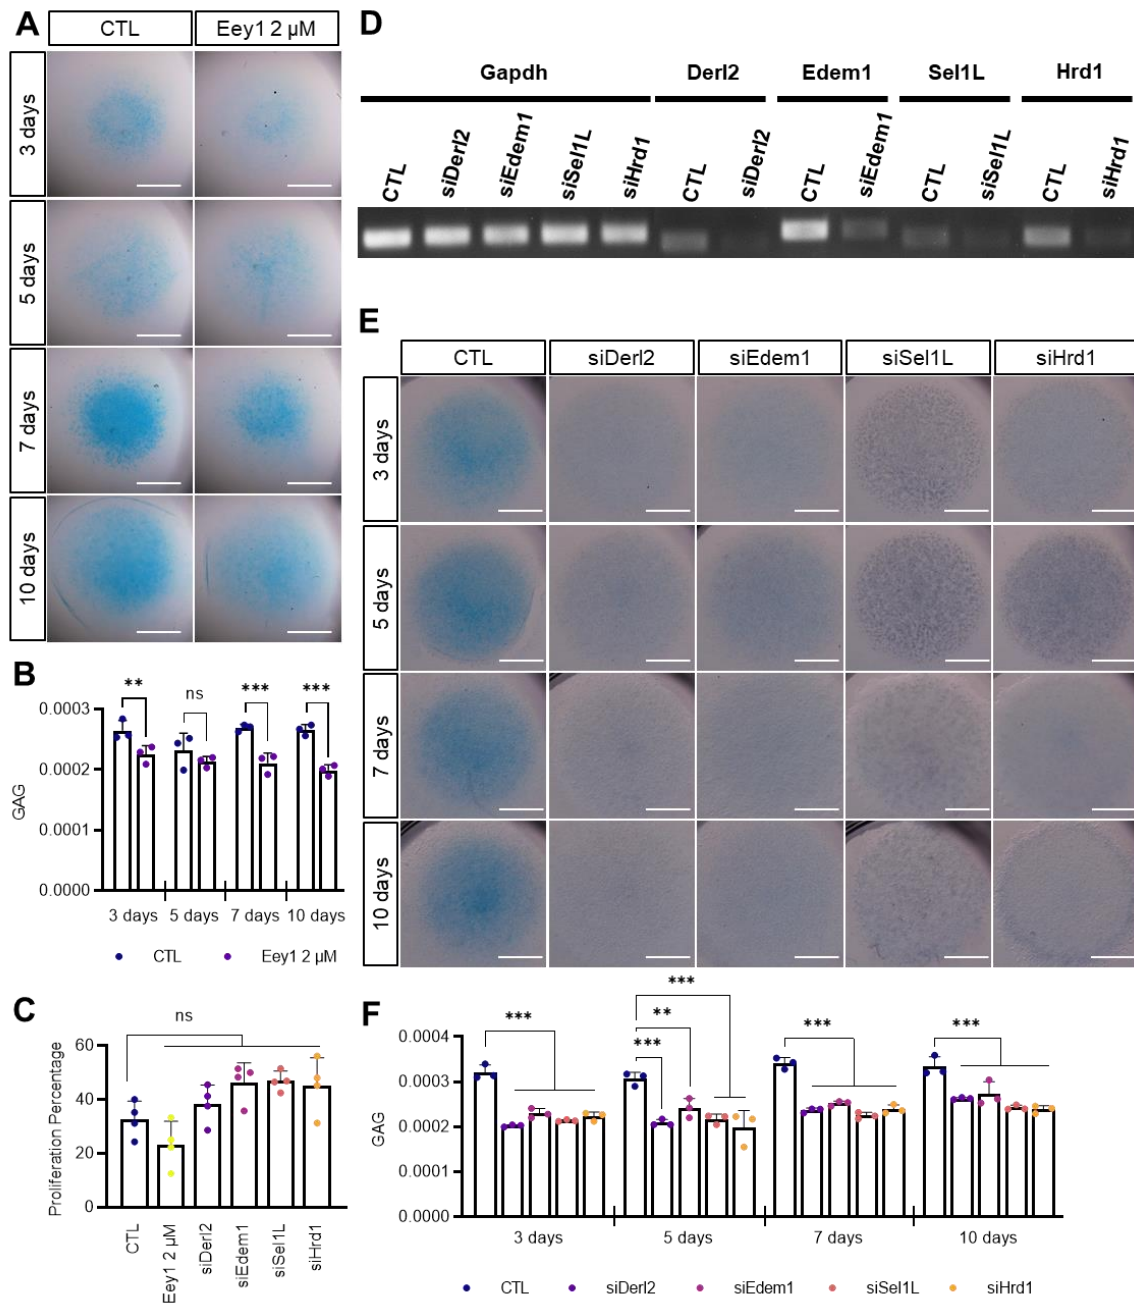 A
CTL Eey1 2 µM
3 days
5 days
7 days
10 days
B
** ns *** ***
0.0003
0.0002
0.0001
0.0000
GAG
3 days 5 days 7 days 10 days
CTL Eey1 2 µM
C
ns
60
40
20
0
Proliferation Percentage
CTL Eey1 2 µM siDerl2 siEdem1 siSel1L siHrd1
D
Gapdh Derl2 Edem1 Sel1L Hrd1
CTL siDerl2 siEdem1 siSel1L siHrd1 CTL siDerl2 CTL siEdem1 CTL siSel1L CTL siHrd1
E
CTL siDerl2 siEdem1 siSel1L siHrd1
3 days
5 days
7 days
10 days
F
***
*** ** *** *** ***
0.0004
0.0003
0.0002
0.0001
0.0000
GAG
3 days 5 days 7 days 10 days
CTL siDerl2 siEdem1 siSel1L siHrd1